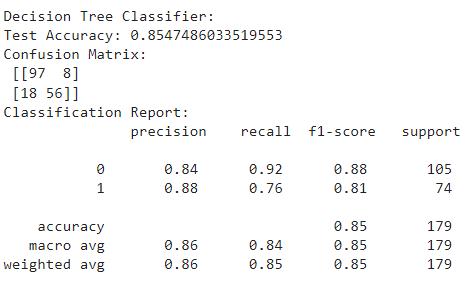 Decision Tree Classifier:
Test Accuracy: 0.8547486033519553
Confusion Matrix:
[[97  8]
[18 56]]
Classification Report:
precision recall f1-score support
0 0.84 0.92 0.88 105
1 0.88 0.76 0.81 74
accuracy 0.85 179
macro avg 0.86 0.84 0.85 179
weighted avg 0.86 0.85 0.85 179